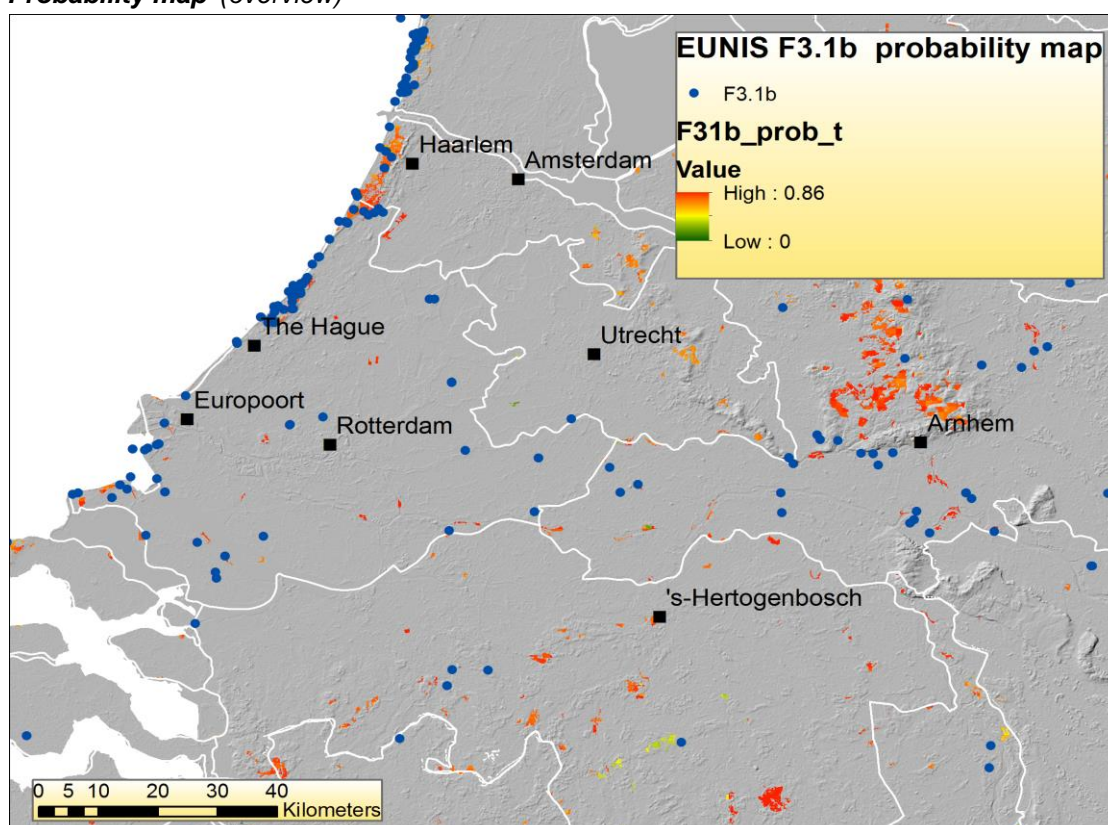 Probability map (overview)
EUNIS F3.1b probability map
F3.1b
F31b_prob_t
Value
High : 0.86
Low : 0
Haarlem
Amsterdam
The Hague
Utrecht
Europoort
Rotterdam
Arnhem
's-Hertogenbosch
0 5 10 20 30 40
Kilometers